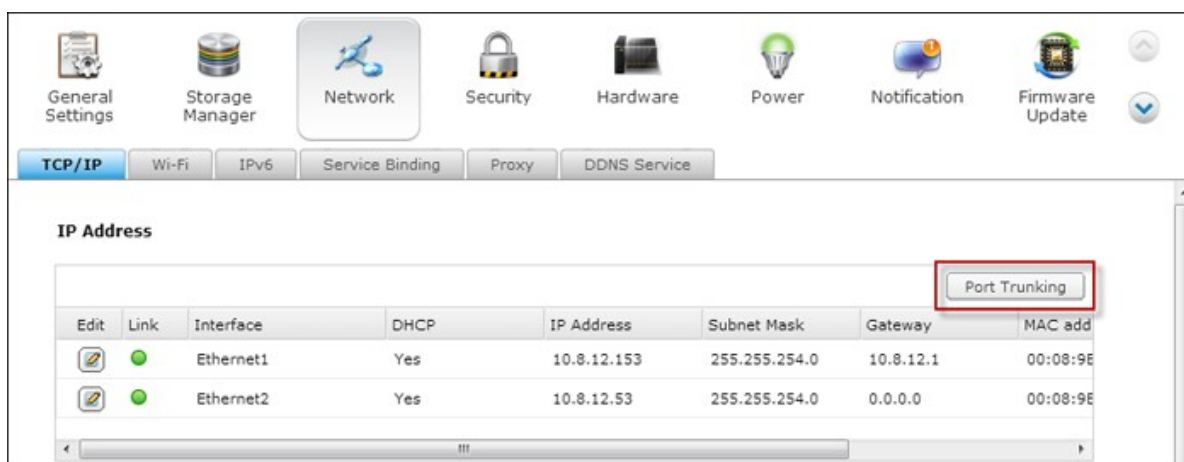 General Settings
Storage Manager
Network
Security
Hardware
Power
Notification
1
Firmware Update
TCP/IP
Wi-Fi
IPv6
Service Binding
Proxy
DDNS Service
IP Address
Port Trunking
Edit Link Interface DHCP IP Address Subnet Mask Gateway MAC add
Ethernet1 Yes 10.8.12.153 255.255.254.0 10.8.12.1 00:08:9E
Ethernet2 Yes 10.8.12.53 255.255.254.0 0.0.0.0 00:08:9E